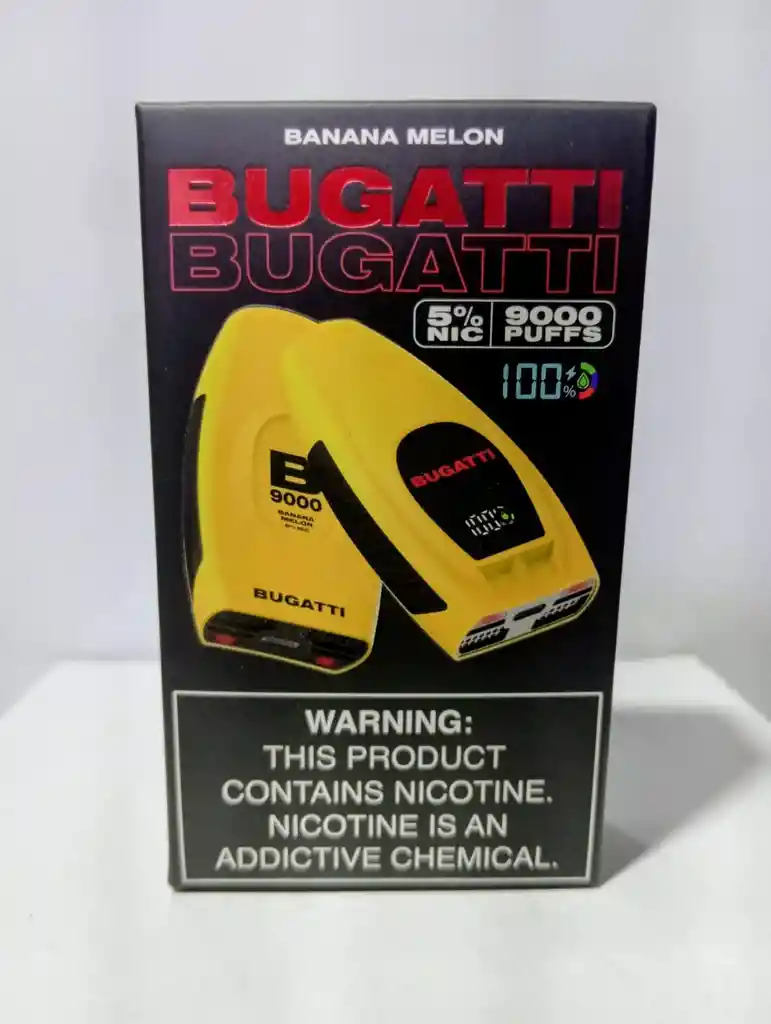 BANANA MELON
BUGATTI
BUGATTI
5% NIC
9000 PUFFS
100%
B
9000
BANANA
MELON
BUGATTI
BUGATTI
WARNING:
THIS PRODUCT
CONTAINS NICOTINE.
NICOTINE IS AN
ADDICTIVE CHEMICAL.